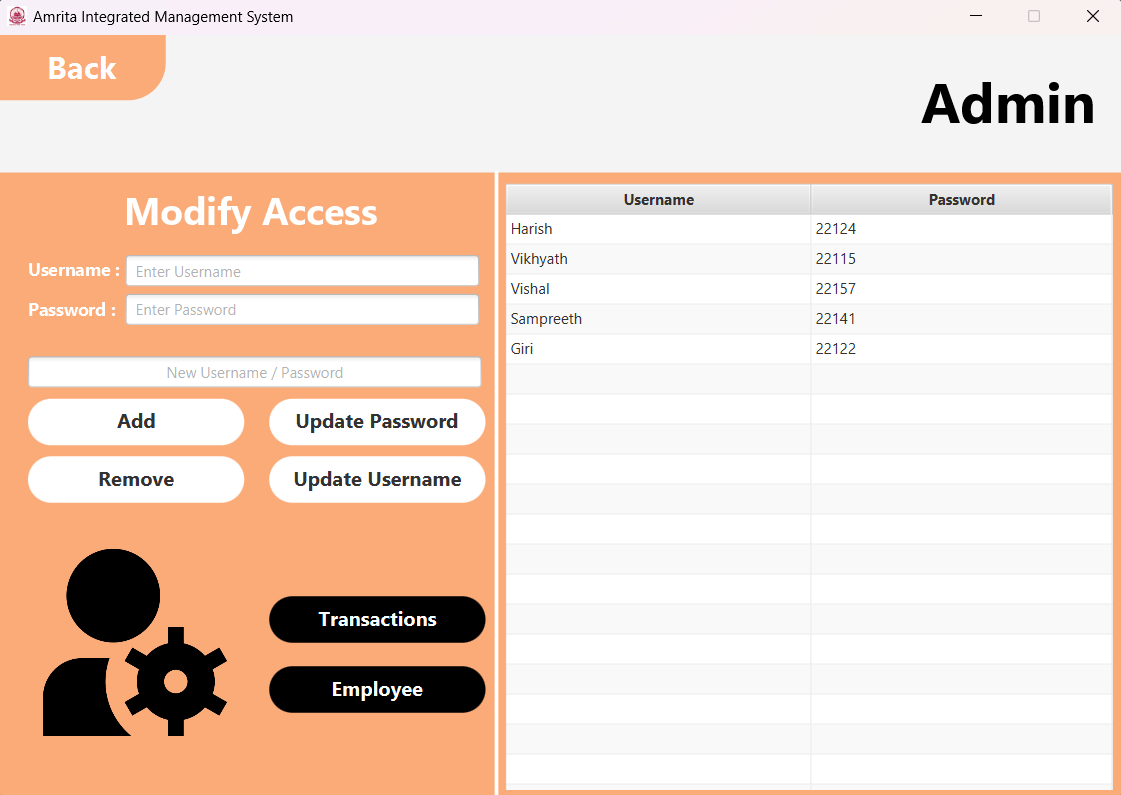 Amrita Integrated Management System
Back
Admin
Modify Access
Username : Enter Username
Password : Enter Password
New Username / Password
Add Update Password
Remove Update Username
Transactions
Employee
Username Password
Harish 22124
Vikhyath 22115
Vishal 22157
Sampreeth 22141
Giri 22122